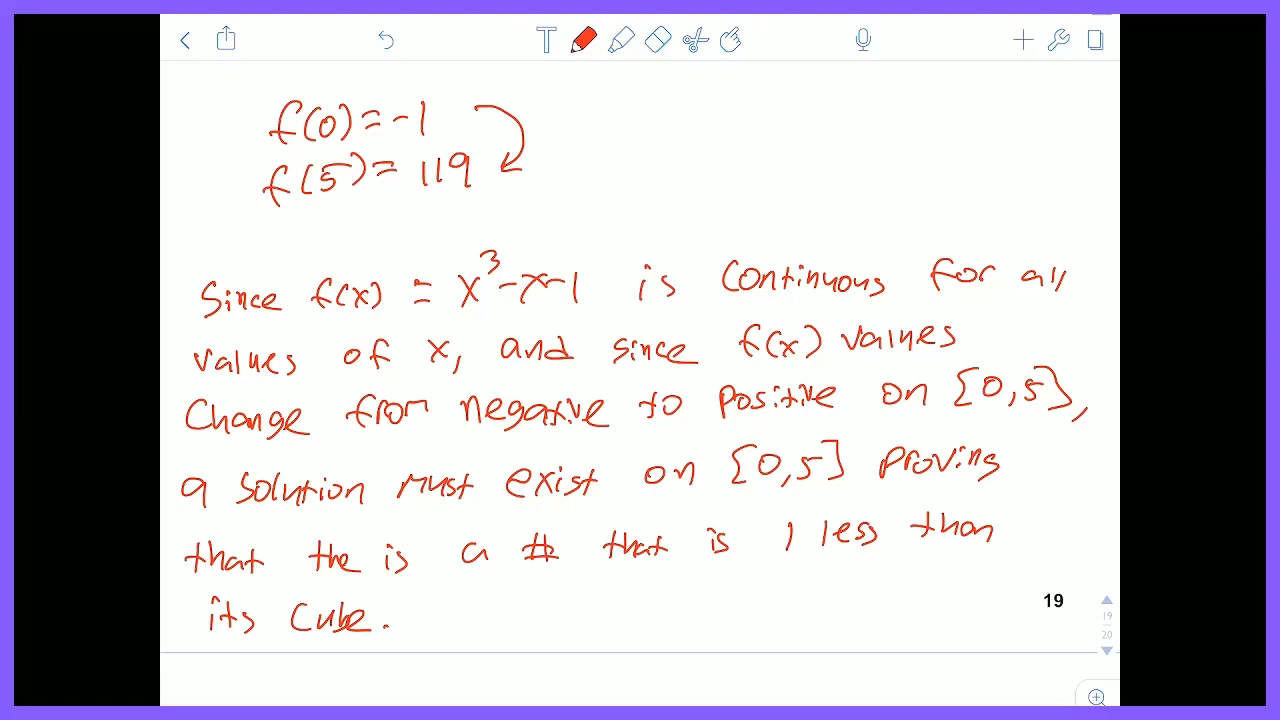 f(0) = -1
f(5) = 119
Since f(x) = x³-x-1 is continuous for all
values of x, and since f(x) values
change from negative to positive on [0,5],
a solution must exist on [0,5] proving
that the is a # that is 1 less than
its cube.
19
19
20